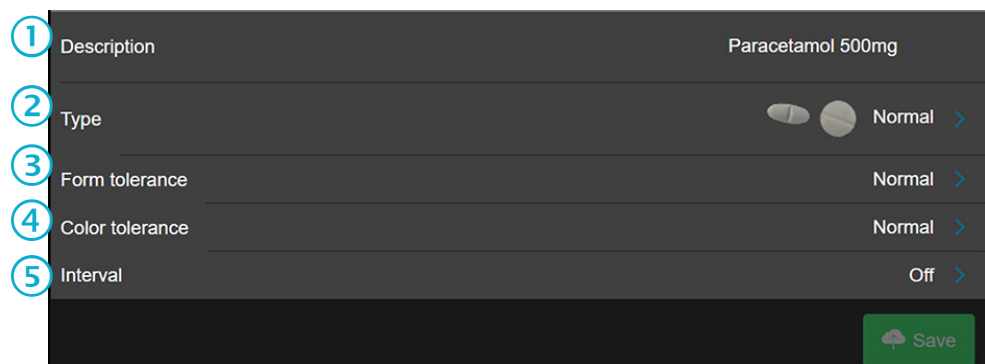 1 Description Paracetamol 500mg
2 Type Normal
3 Form tolerance Normal
4 Color tolerance Normal
5 Interval Off
Save